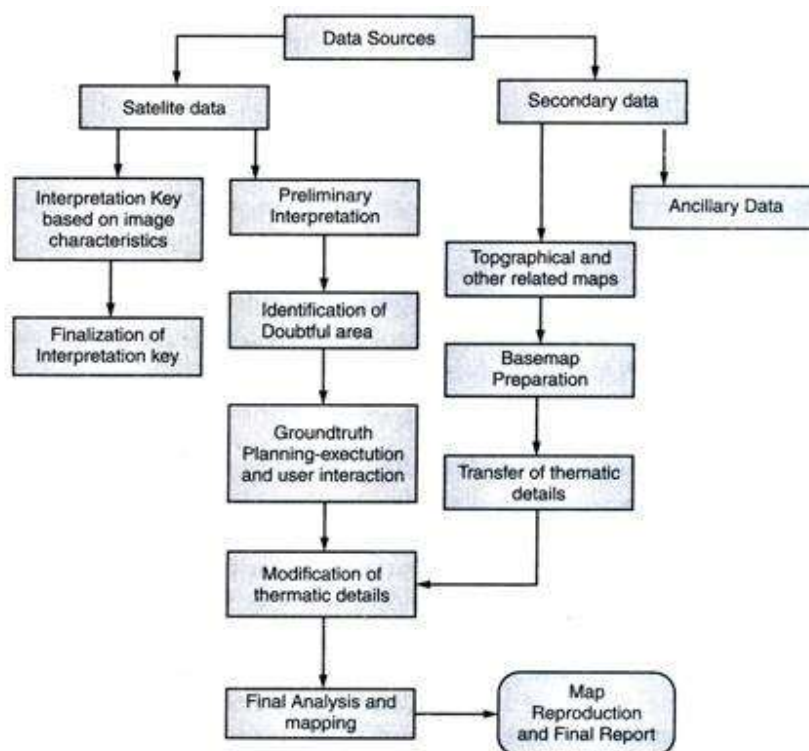 Data Sources
Satelite data
Secondary data
Interpretation Key
based on image
characteristics
Preliminary
Interpretation
Ancillary Data
Topgraphical and
other related maps
Finalization of
Interpretation key
Identification of
Doubtful area
Basemap
Preparation
Groundtruth
Planning-exectution
and user interaction
Transfer of thematic
details
Modification of
thermatic details
Final Analysis and
mapping
Map
Reproduction
and Final Report